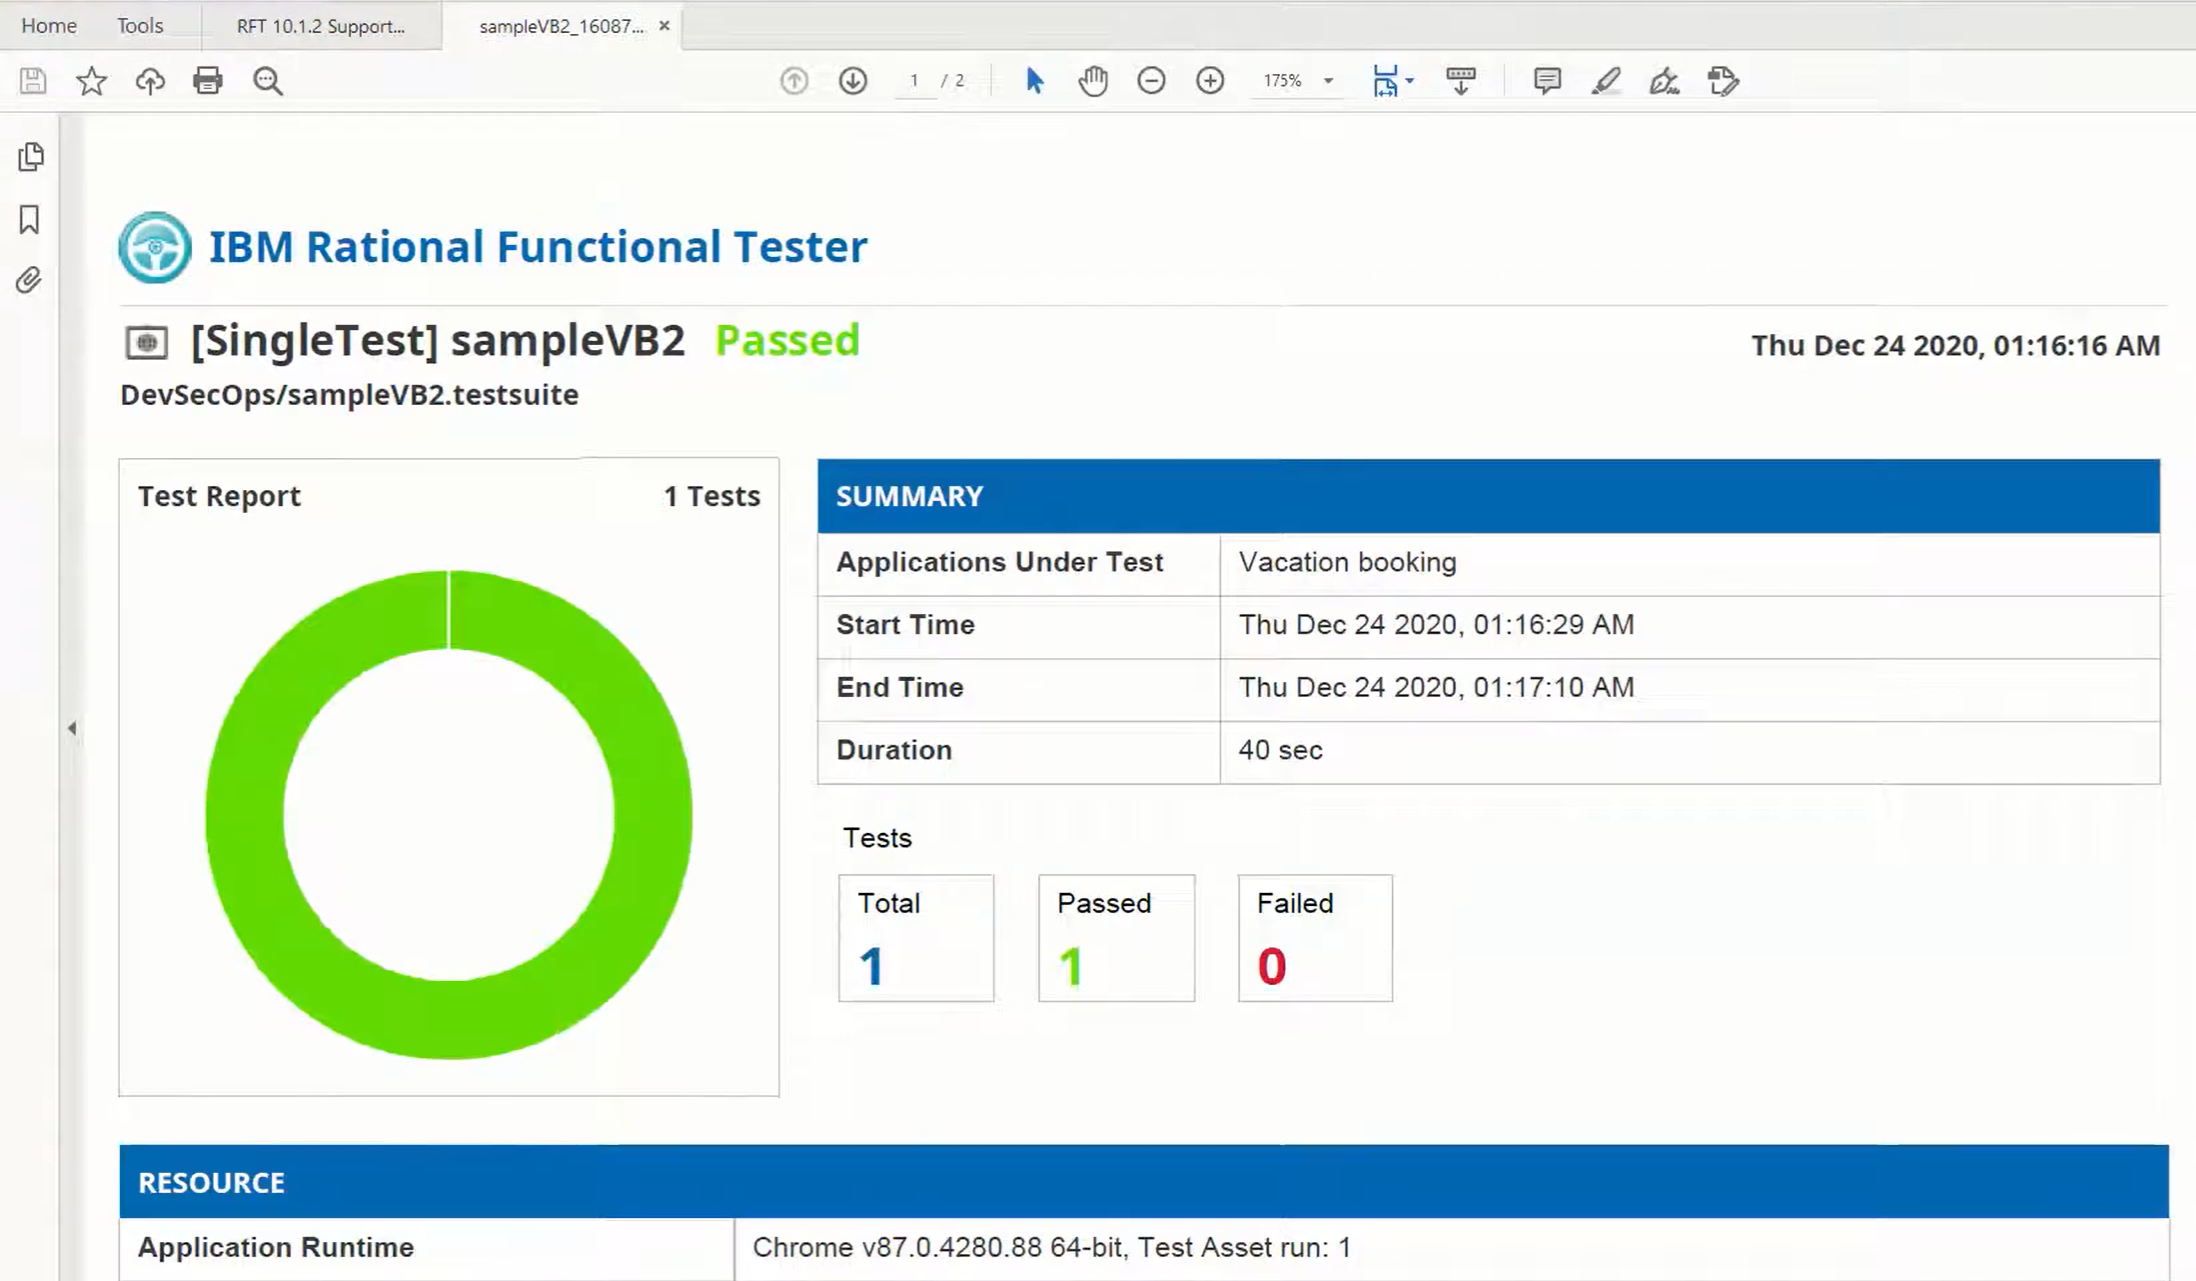 Home Tools RFT 10.1.2 Support... sampleVB2_16087... ×
1 / 2 175%
IBM Rational Functional Tester
[SingleTest] sampleVB2 Passed Thu Dec 24 2020, 01:16:16 AM
DevSecOps/sampleVB2.testsuite
Test Report 1 Tests
SUMMARY
Applications Under Test Vacation booking
Start Time Thu Dec 24 2020, 01:16:29 AM
End Time Thu Dec 24 2020, 01:17:10 AM
Duration 40 sec
Tests
Total Passed Failed
1 1 0
RESOURCE
Application Runtime Chrome v87.0.4280.88 64-bit, Test Asset run: 1